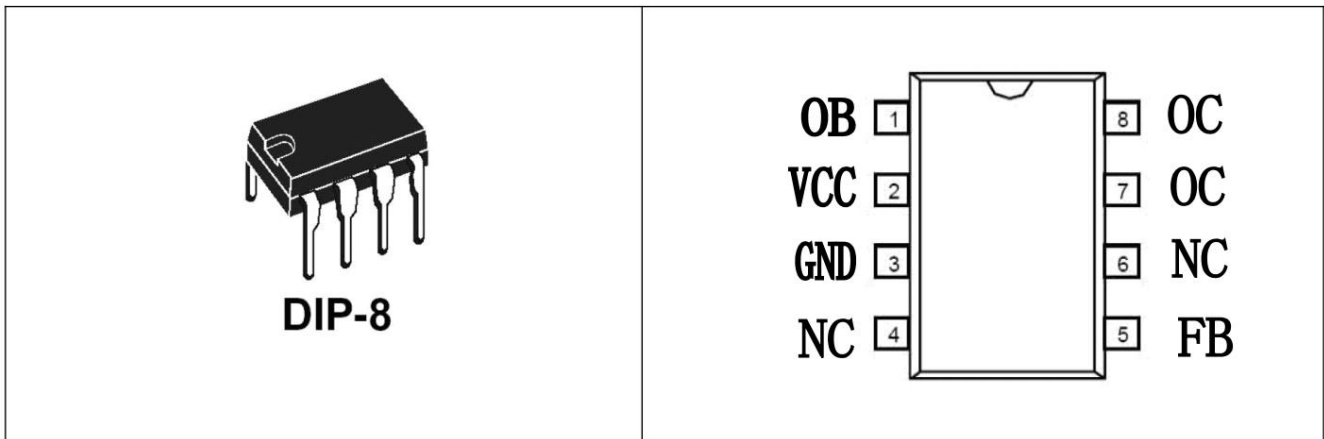 DIP-8
OB 1 8 OC
VCC 2 7 OC
GND 3 6 NC
NC 4 5 FB